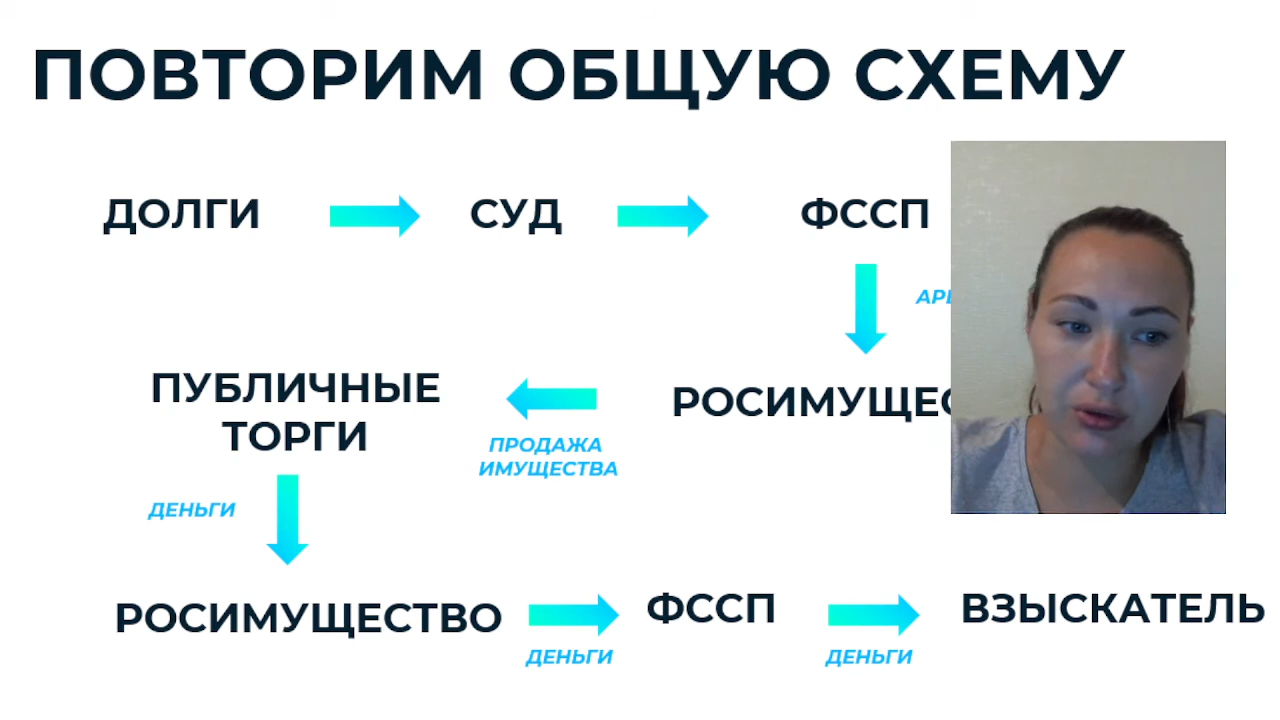 ПОВТОРИМ ОБЩУЮ СХЕМУ
ДОЛГИ
СУД
ФССП
ПУБЛИЧНЫЕ
ТОРГИ
ПРОДАЖА
ИМУЩЕСТВА
ДЕНЬГИ
РОСИМУЩЕСТВО
ДЕНЬГИ
ФССП
ДЕНЬГИ
ВЗЫСКАТЕЛЬ